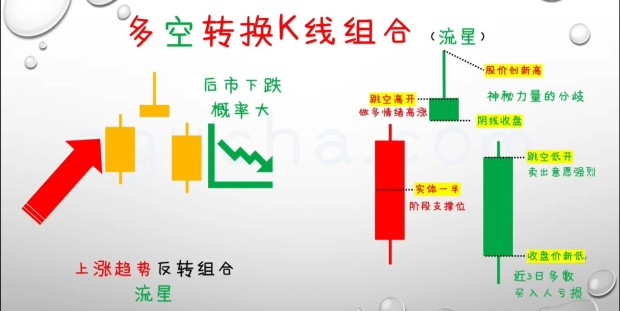 多空转换K线组合（流星）
后市下跌
概率大
上涨趋势反转组合
流星
股价创新高
神秘力量的分歧
跳空高开
做多情绪高涨
阴线收盘
实体一半
阶段支撑位
跳空低开
卖出意愿强烈
收盘价新低
近3日多数
买入人亏损